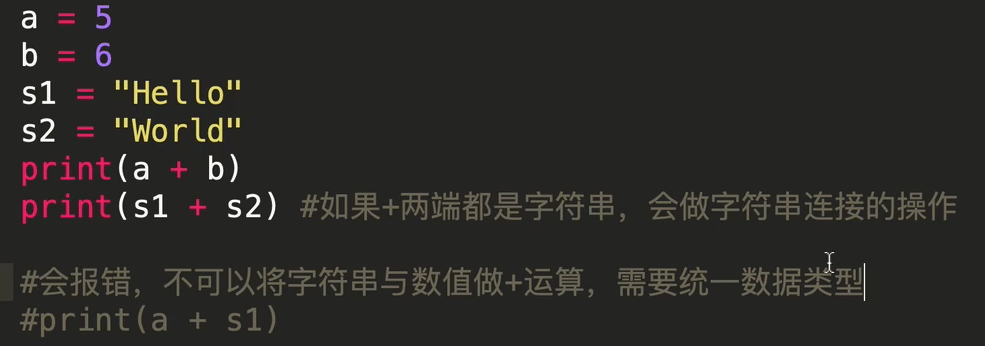 a = 5
b = 6
s1 = "Hello"
s2 = "World"
print(a + b)
print(s1 + s2) #如果+两端都是字符串，会做字符串连接的操作
#会报错，不可以将字符串与数值做+运算，需要统一数据类型
#print(a + s1)